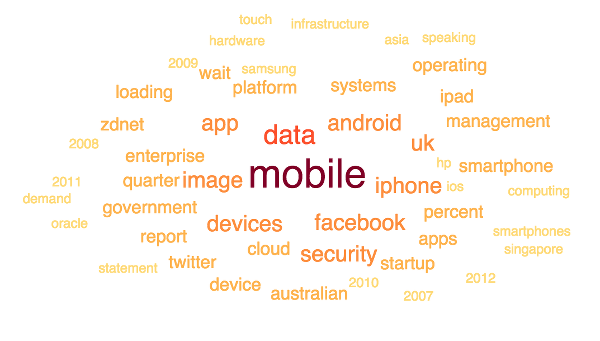 touch infrastructure
hardware asia speaking
2009 wait samsung operating
loading platform systems ipad
zdnet app data android management
2008 uk
enterprise mobile hp smartphone
2011 quarter image iphone ios computing
demand government devices facebook percent
oracle report cloud security apps smartphones
singapore
statement twitter startup
device australian 2010 2007 2012